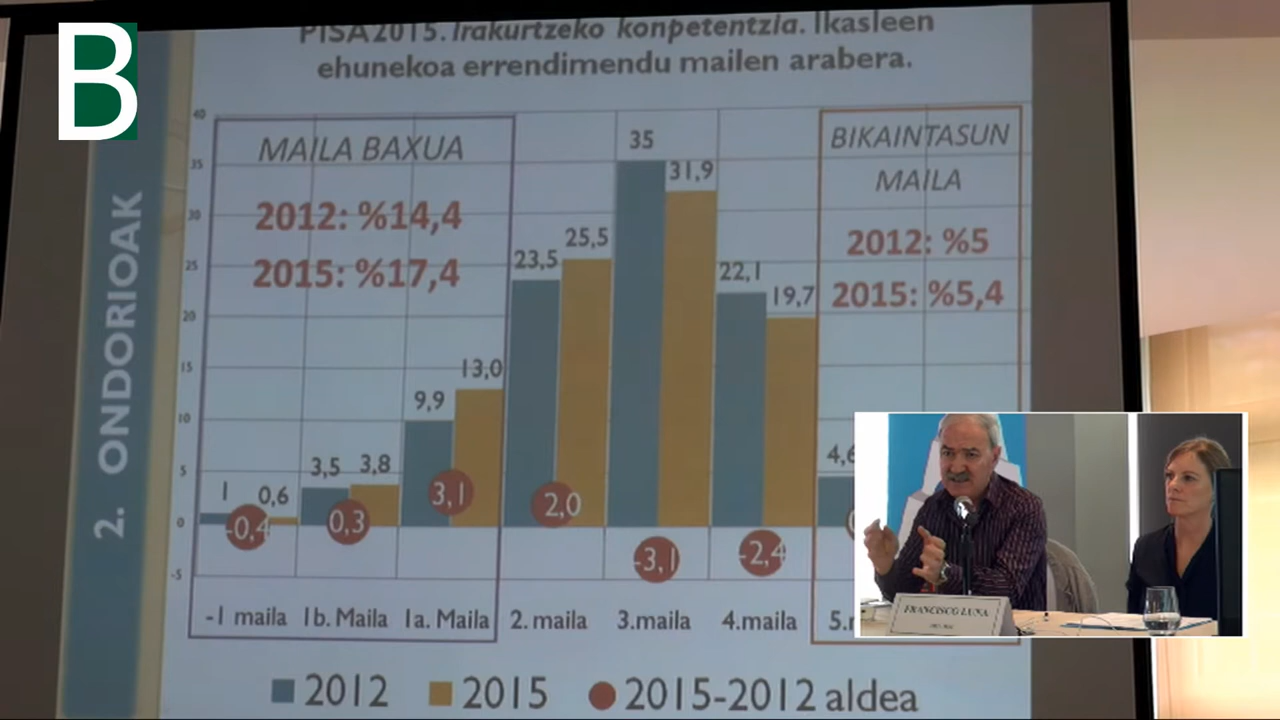 B
PISA 2015. Irakurtzeko konpetentzia. Ikasleen
ehunekoa errendimendu mailen arabera.
2. ONDORIOAK
MAILA BAXUA
2012: %14,4
2015: %17,4
BIKAINTASUN
MAILA
2012: %5
2015: %5,4
40
35
30
25
20
15
10
5
0
-5
1 0,6
3,5 3,8
9,9 13,0
23,5 25,5
35 31,9
22,1 19,7
4,6
-0,4 0,3 3,1 2,0 -3,1 -2,4
-1 maila 1b. Maila 1a. Maila 2. maila 3.maila 4.maila 5.
2012 2015 2015-2012 aldea
FRANCISCO LUNA